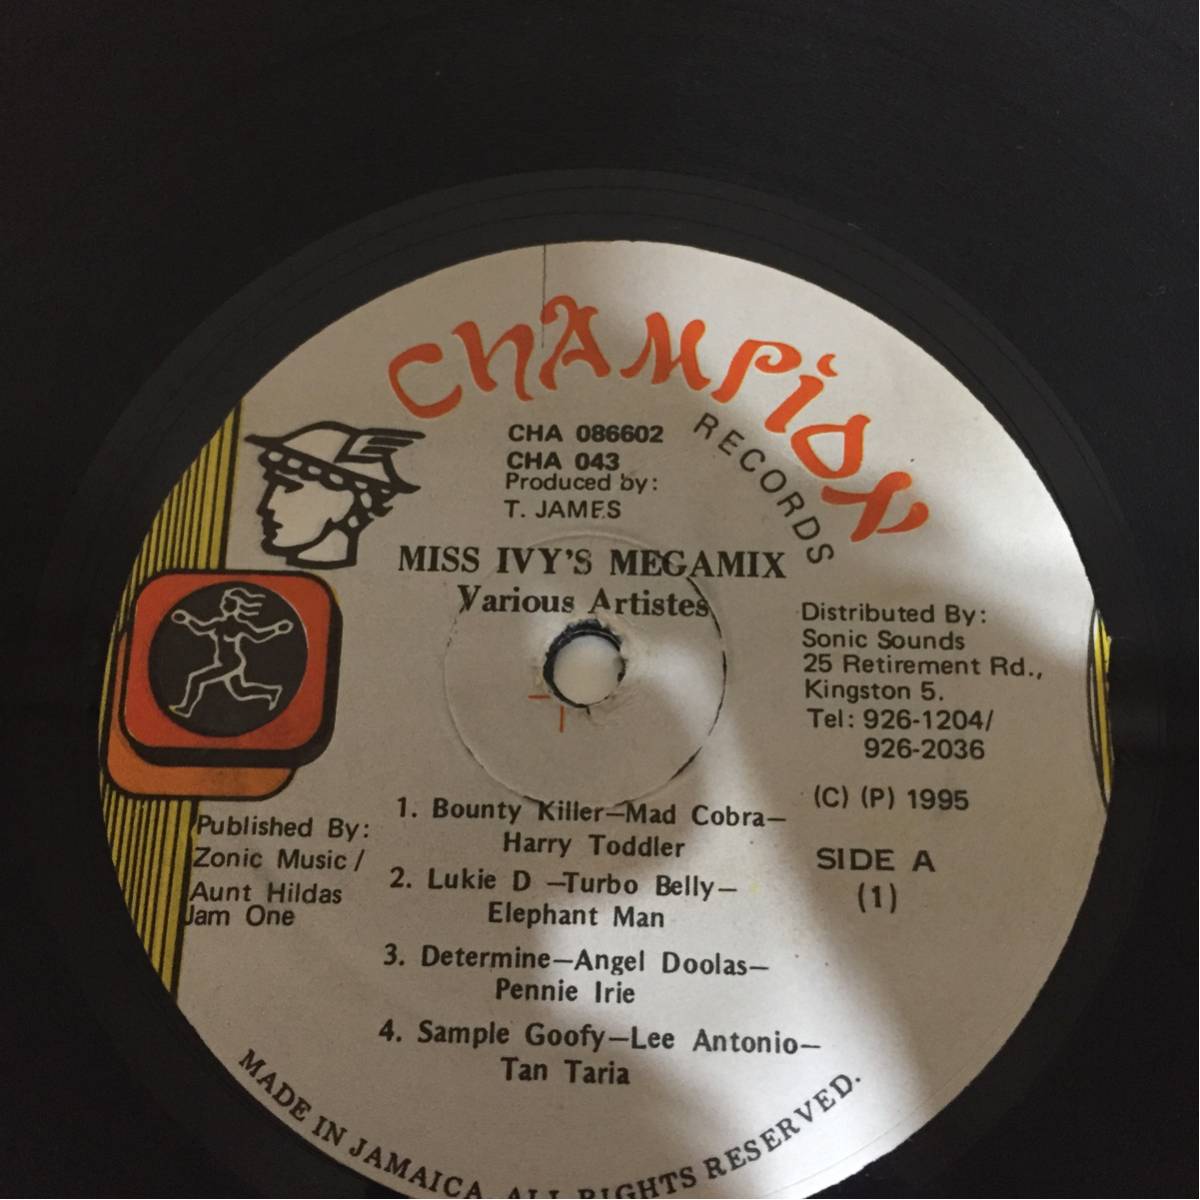 CHAMPION
RECORDS
CHA 086602
CHA 043
Produced by:
T. JAMES
MISS IVY'S MEGAMIX
Various Artistes
Distributed By:
Sonic Sounds
25 Retirement Rd.,
Kingston 5.
Tel: 926-1204/
926-2036
(C) (P) 1995
SIDE A
(1)
Published By:
Zonic Music /
Aunt Hildas
Jam One
1. Bounty Killer—Mad Cobra—
Harry Toddler
2. Lukie D —Turbo Belly—
Elephant Man
3. Determine—Angel Doolas—
Pennie Irie
4. Sample Goofy—Lee Antonio—
Tan Taria
MADE IN JAMAICA. ALL RIGHTS RESERVED.